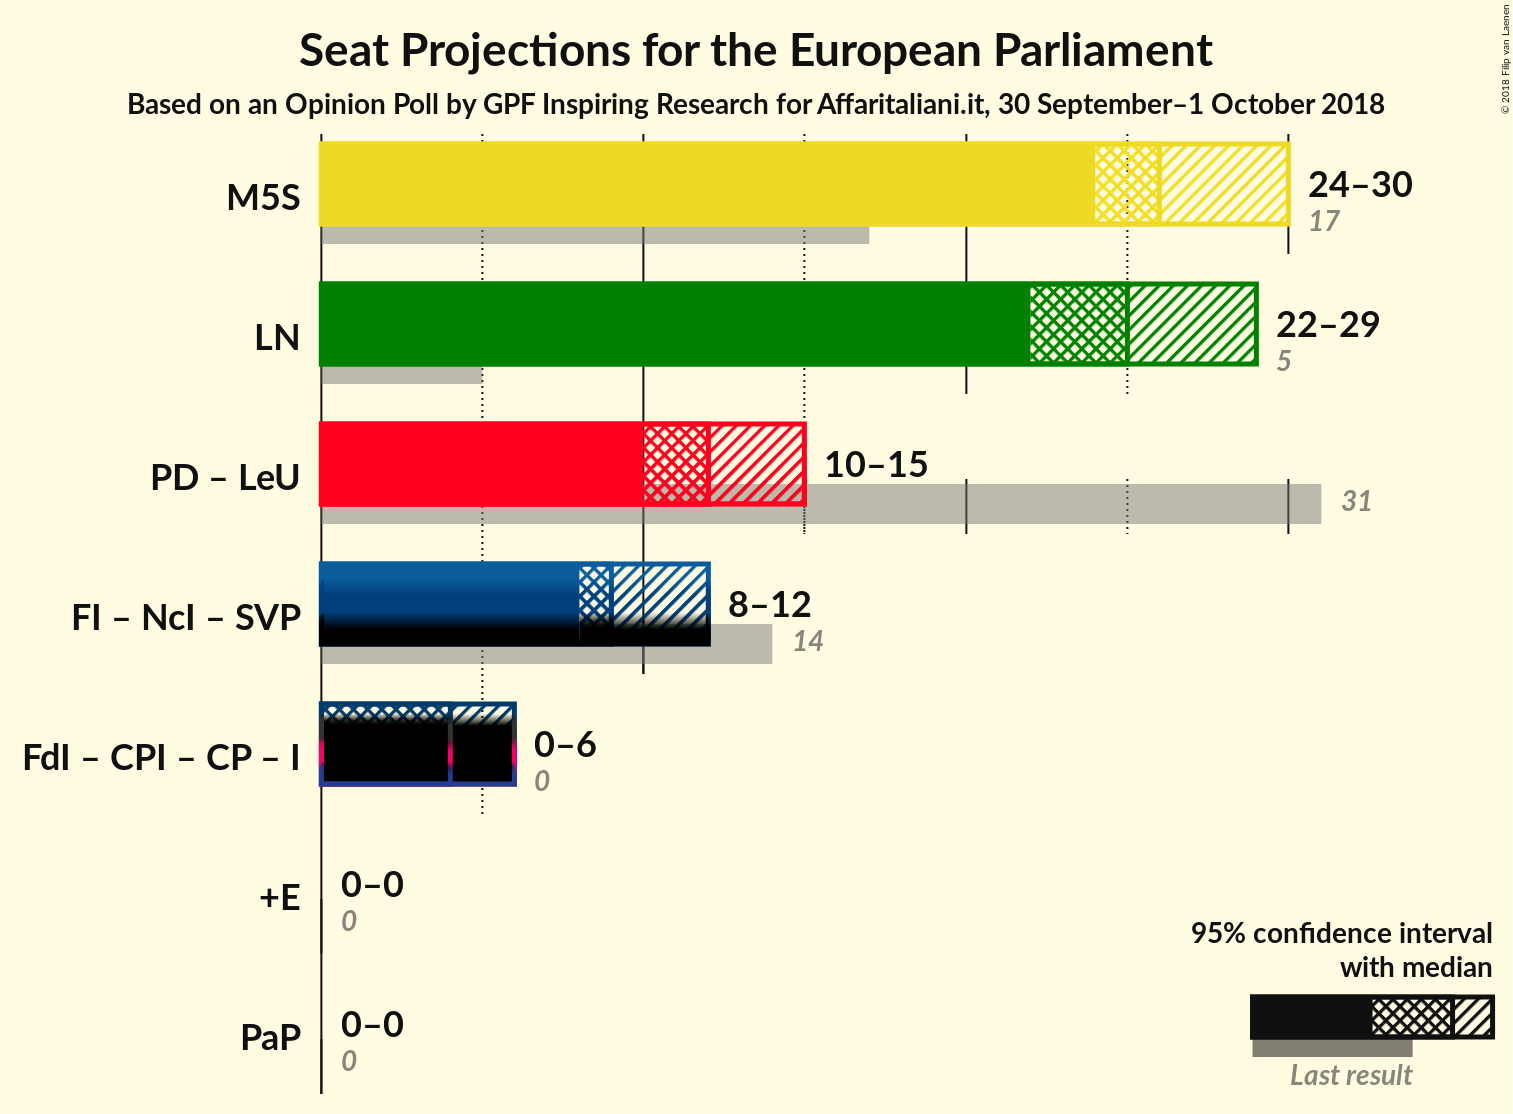 Seat Projections for the European Parliament
Based on an Opinion Poll by GPF Inspiring Research for Affaritaliani.it, 30 September–1 October 2018
© 2018 Filip van Laenen
M5S
24–30
17
LN
22–29
5
PD – LeU
10–15
31
FI – NcI – SVP
8–12
14
FdI – CPI – CP – I
0–6
0
+E
0–0
0
PaP
0–0
0
95% confidence interval
with median
Last result